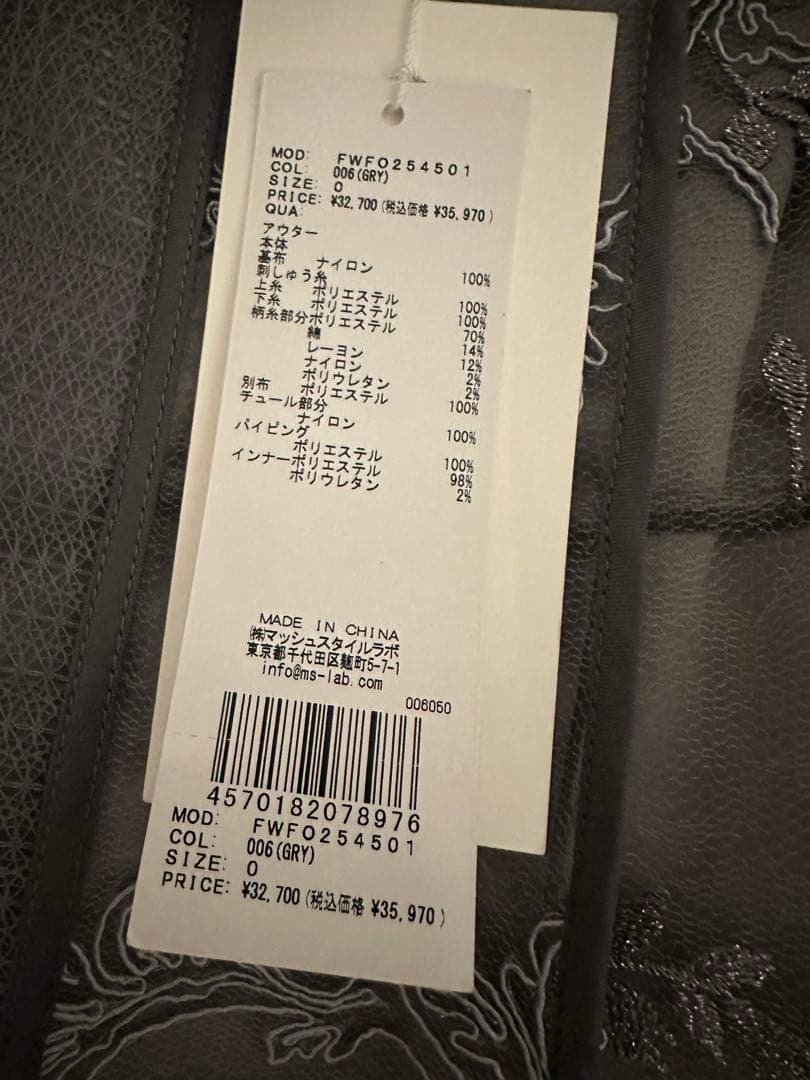 MOD: FWFO254501
COL: 006(GRY)
SIZE: 0
PRICE: ¥32,700(税込価格 ¥35,970)
QUA:
アウター
本体
基布 ナイロン 100%
刺しゅう糸
上糸 ポリエステル 100%
下糸 ポリエステル 100%
柄糸部分ポリエステル 70%
綿 14%
レーヨン 12%
ナイロン 2%
ポリウレタン 2%
別布 ポリエステル 100%
チュール部分
ナイロン 100%
パイピング
ポリエステル 100%
インナーポリエステル 98%
ポリウレタン 2%
MADE IN CHINA
㈱マッシュスタイルラボ
東京都千代田区麹町5-7-1
info@ms-lab.com
006050
4570182078976
MOD: FWFO254501
COL: 006(GRY)
SIZE: 0
PRICE: ¥32,700(税込価格 ¥35,970)